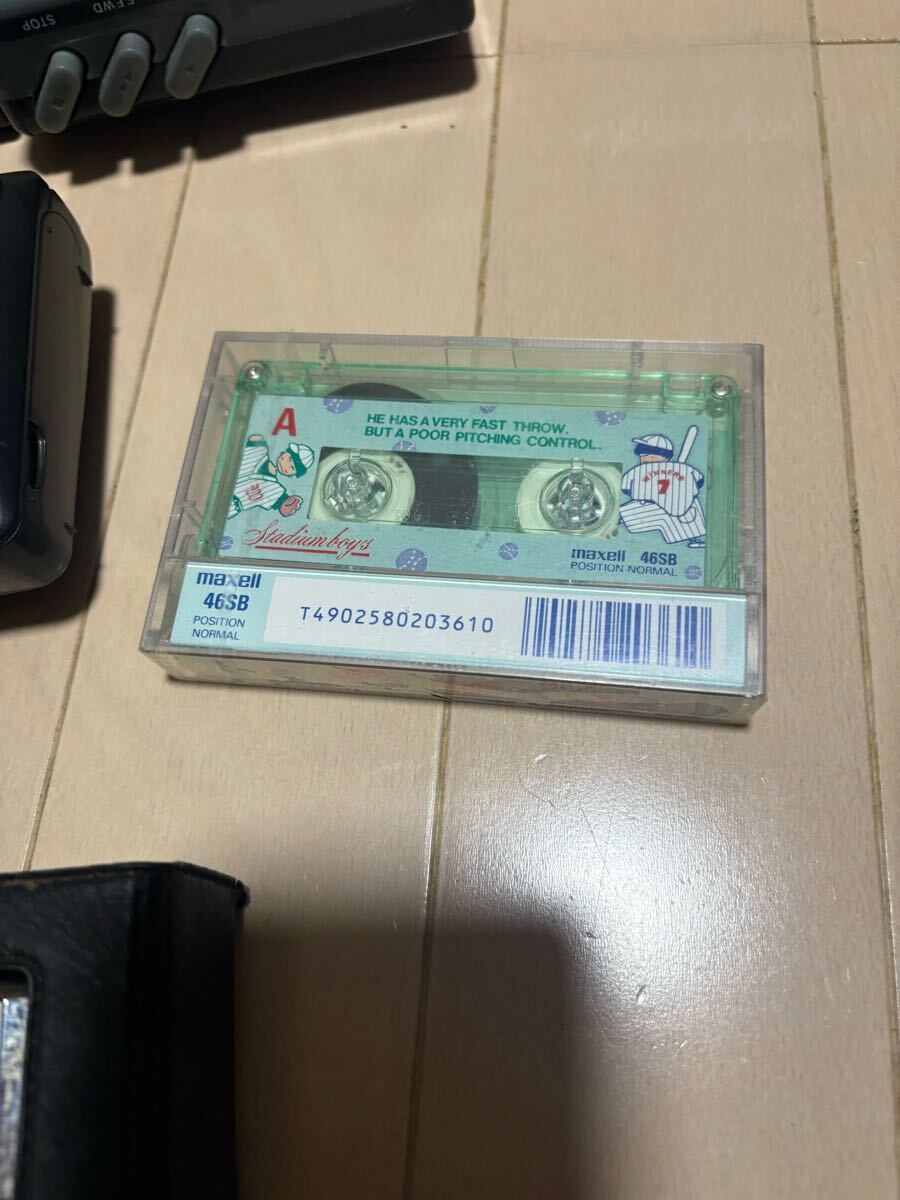 F.FWD
STOP
A
HE HAS A VERY FAST THROW.
BUT A POOR PITCHING CONTROL.
WINNERS
7
Stadiumboys
maxell 46SB
POSITION NORMAL
maxell
46SB
POSITION
NORMAL
T4902580203610